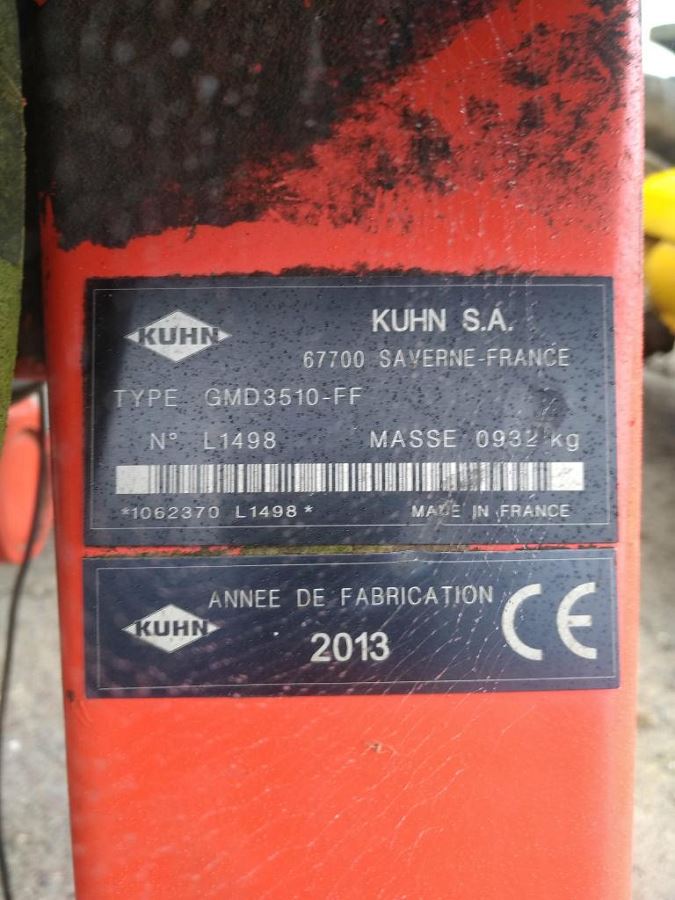 KUHN
KUHN S.A.
67700 SAVERNE-FRANCE
TYPE GMD3510-FF
N° L1498 MASSE 0932 kg
*1062370 L1498* MADE IN FRANCE
KUHN
ANNEE DE FABRICATION
2013
CE